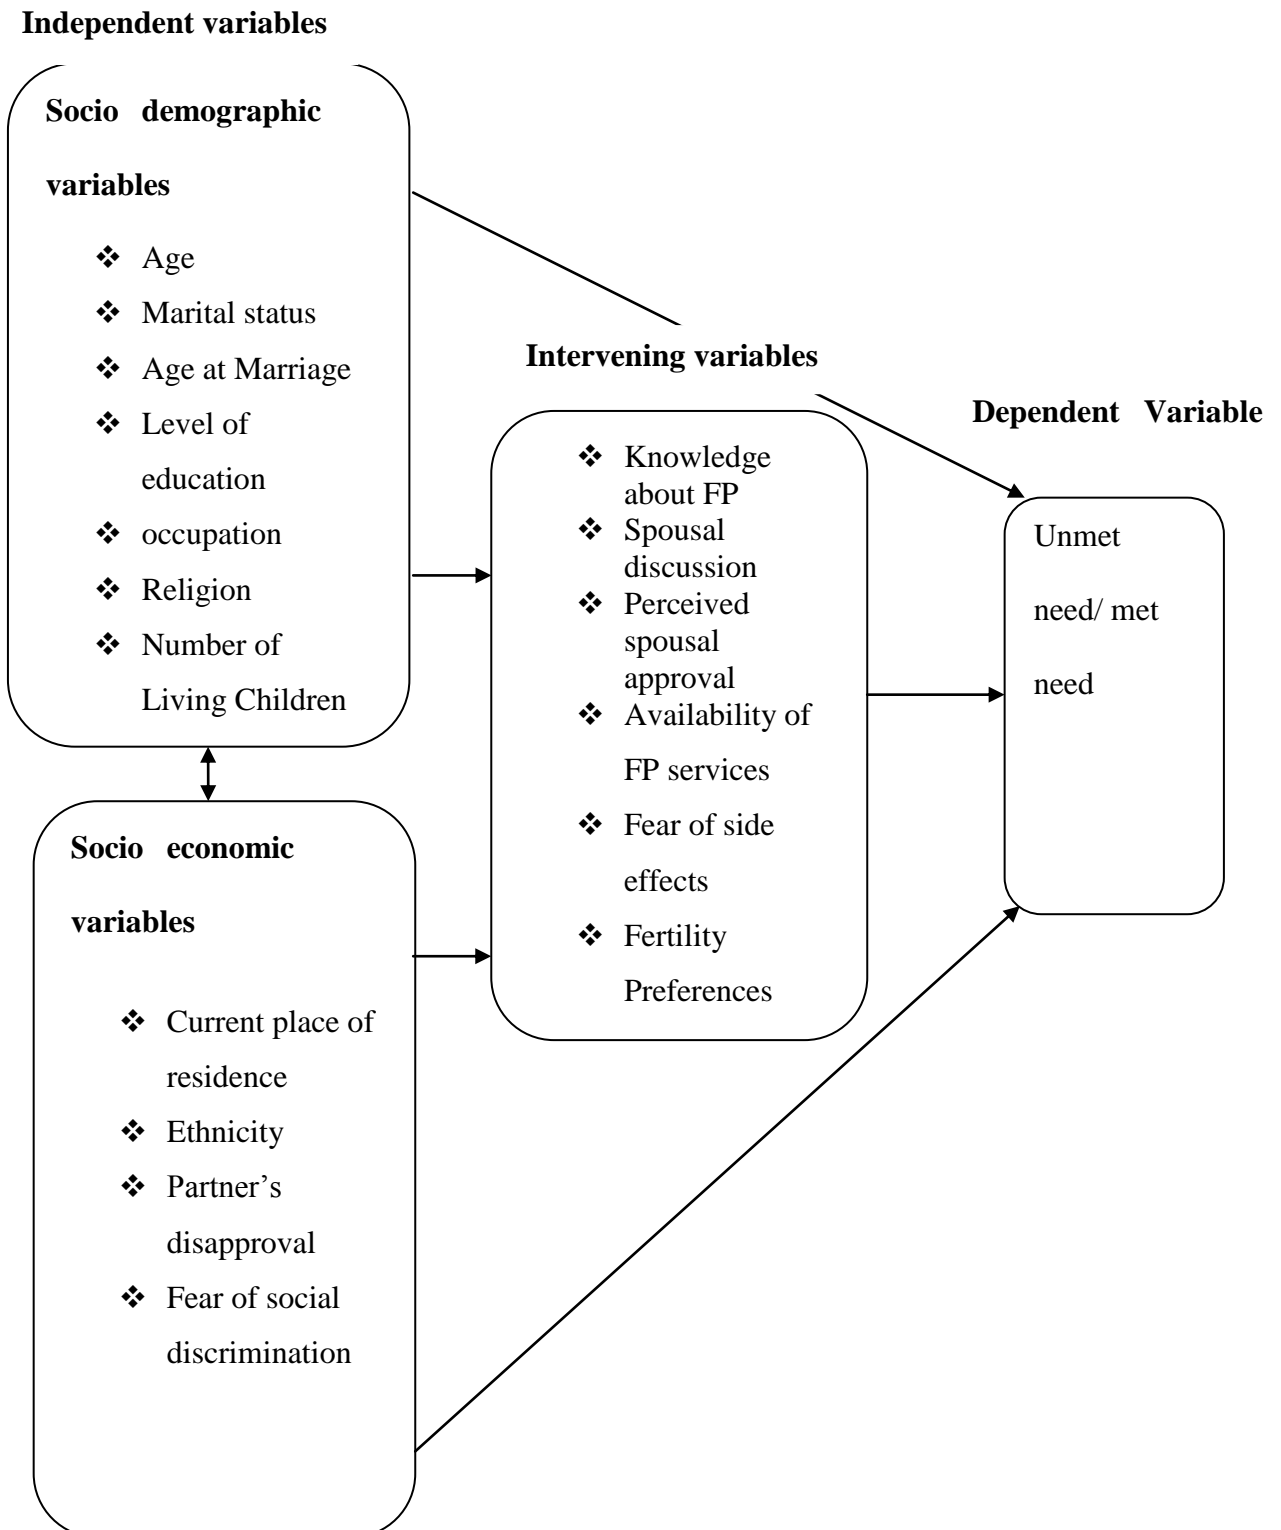 Independent variables
Socio demographic
variables
❖ Age
❖ Marital status
❖ Age at Marriage
❖ Level of
education
❖ occupation
❖ Religion
❖ Number of
Living Children
Socio economic
variables
❖ Current place of
residence
❖ Ethnicity
❖ Partner’s
disapproval
❖ Fear of social
discrimination
Intervening variables
❖ Knowledge
about FP
❖ Spousal
discussion
❖ Perceived
spousal
approval
❖ Availability of
FP services
❖ Fear of side
effects
❖ Fertility
Preferences
Dependent Variable
Unmet
need/ met
need